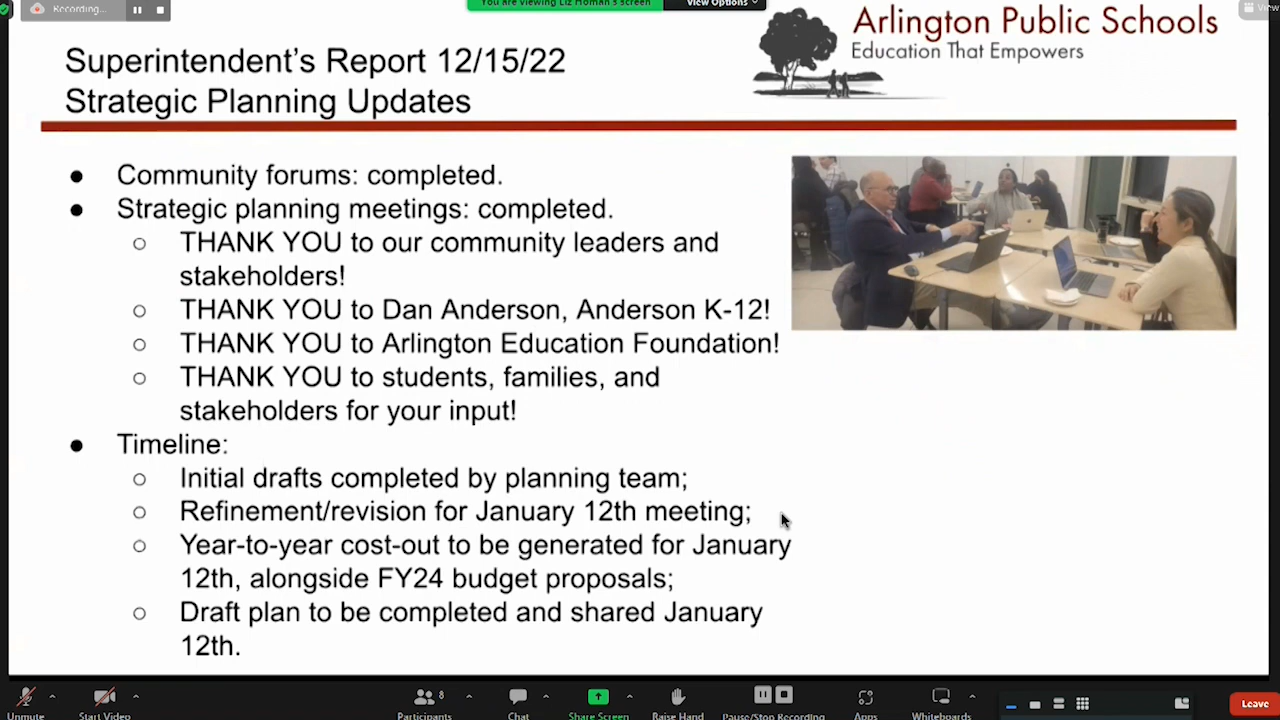 Recording...
You are viewing Liz Homan's screen
View Options
View
Arlington Public Schools
Education That Empowers
Superintendent's Report 12/15/22
Strategic Planning Updates
Community forums: completed.
Strategic planning meetings: completed.
THANK YOU to our community leaders and
stakeholders!
THANK YOU to Dan Anderson, Anderson K-12!
THANK YOU to Arlington Education Foundation!
THANK YOU to students, families, and
stakeholders for your input!
Timeline:
Initial drafts completed by planning team;
Refinement/revision for January 12th meeting;
Year-to-year cost-out to be generated for January
12th, alongside FY24 budget proposals;
Draft plan to be completed and shared January
12th.
Unmute
Start Video
Participants
8
Chat
Share Screen
Raise Hand
Pause/Stop Recording
Apps
Whiteboards
Leave